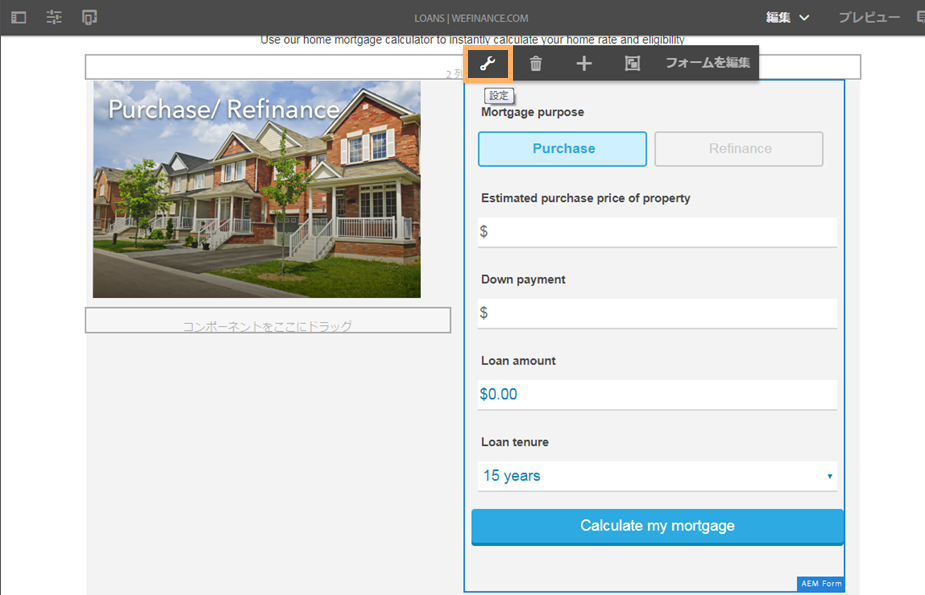 LOANS | WEFINANCE.COM
編集
プレビュー
Use our home mortgage calculator to instantly calculate your home rate and eligibility
2 列
フォームを編集
設定
Purchase/ Refinance
Mortgage purpose
Purchase
Refinance
Estimated purchase price of property
$
Down payment
$
コンポーネントをここにドラッグ
Loan amount
$0.00
Loan tenure
15 years
Calculate my mortgage
AEM Form